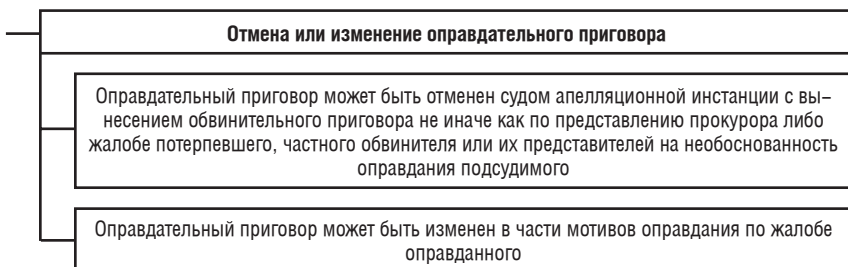 Отмена или изменение оправдательного приговора
Оправдательный приговор может быть отменен судом апелляционной инстанции с вы-
несением обвинительного приговора не иначе как по представлению прокурора либо
жалобе потерпевшего, частного обвинителя или их представителей на необоснованность
оправдания подсудимого
Оправдательный приговор может быть изменен в части мотивов оправдания по жалобе
оправданного